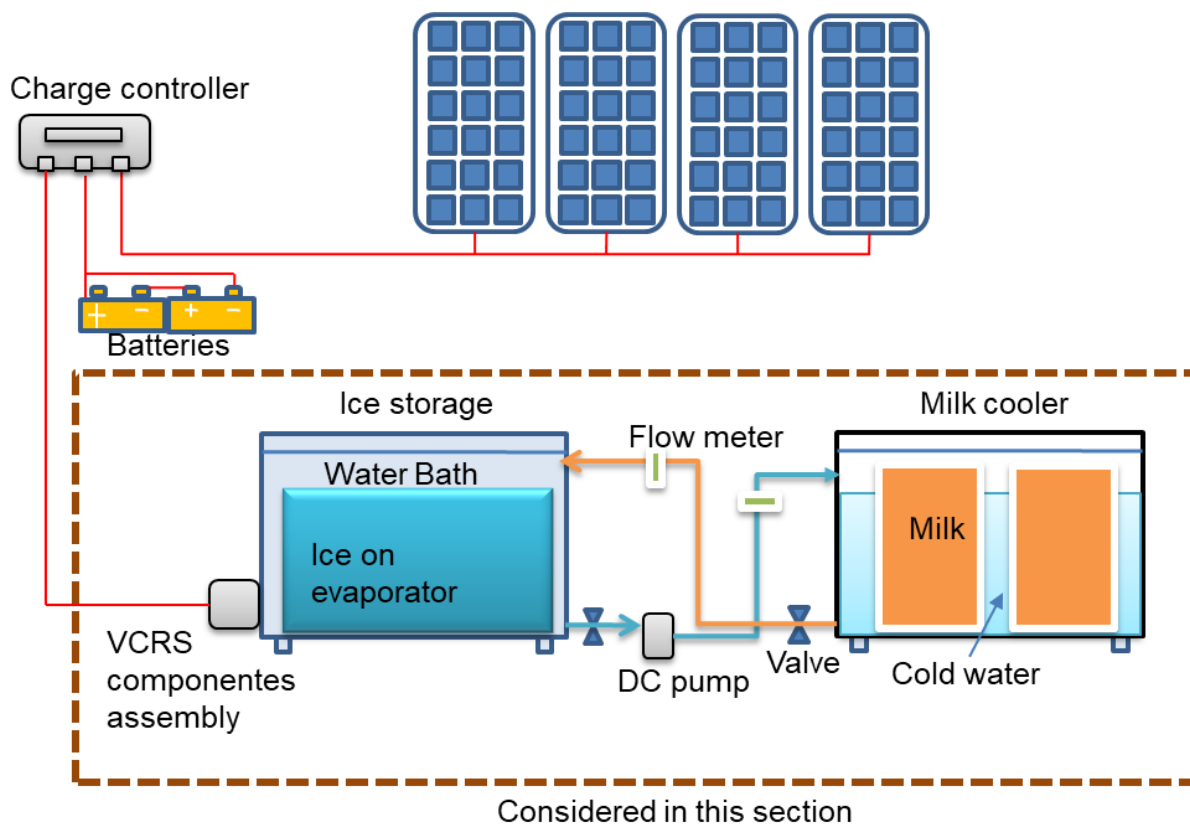 Charge controller
+ − + −
Batteries
Ice storage
Milk cooler
Flow meter
Water Bath
Milk
Ice on
evaporator
VCRS
componentes
assembly
DC pump
Valve
Cold water
Considered in this section